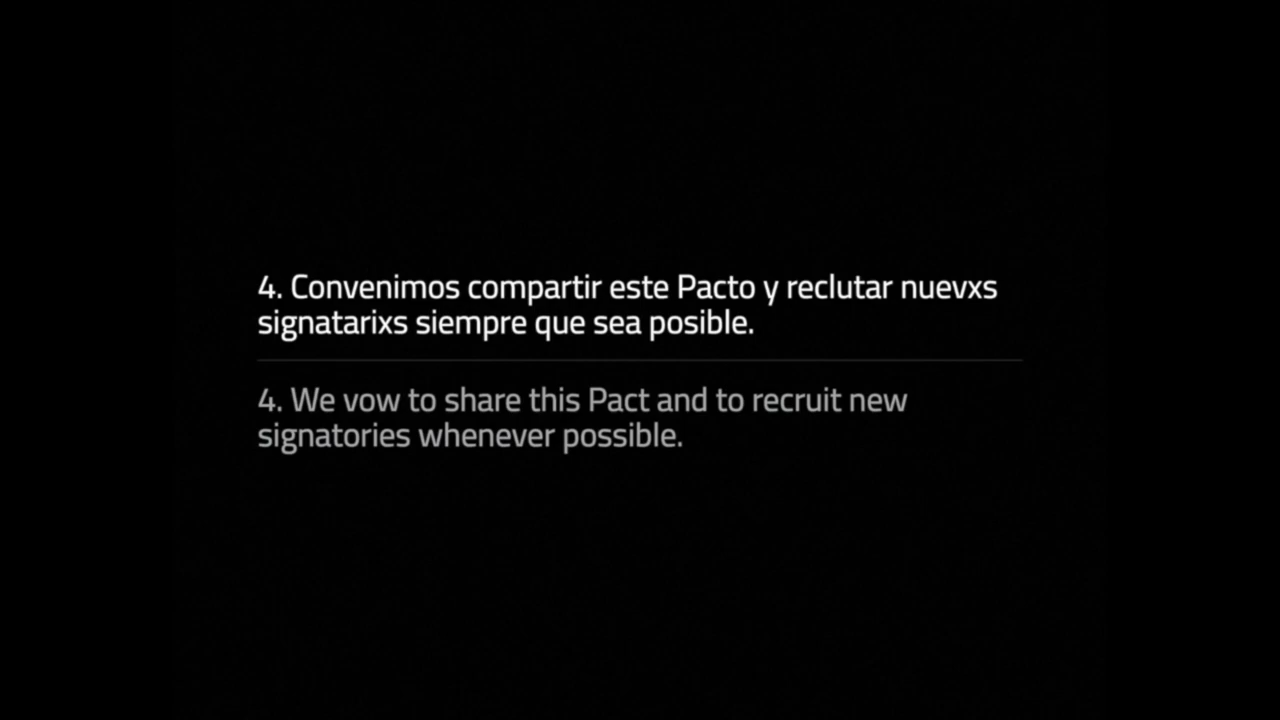 4. Convenimos compartir este Pacto y reclutar nuevxs
signatarixs siempre que sea posible.
4. We vow to share this Pact and to recruit new
signatories whenever possible.